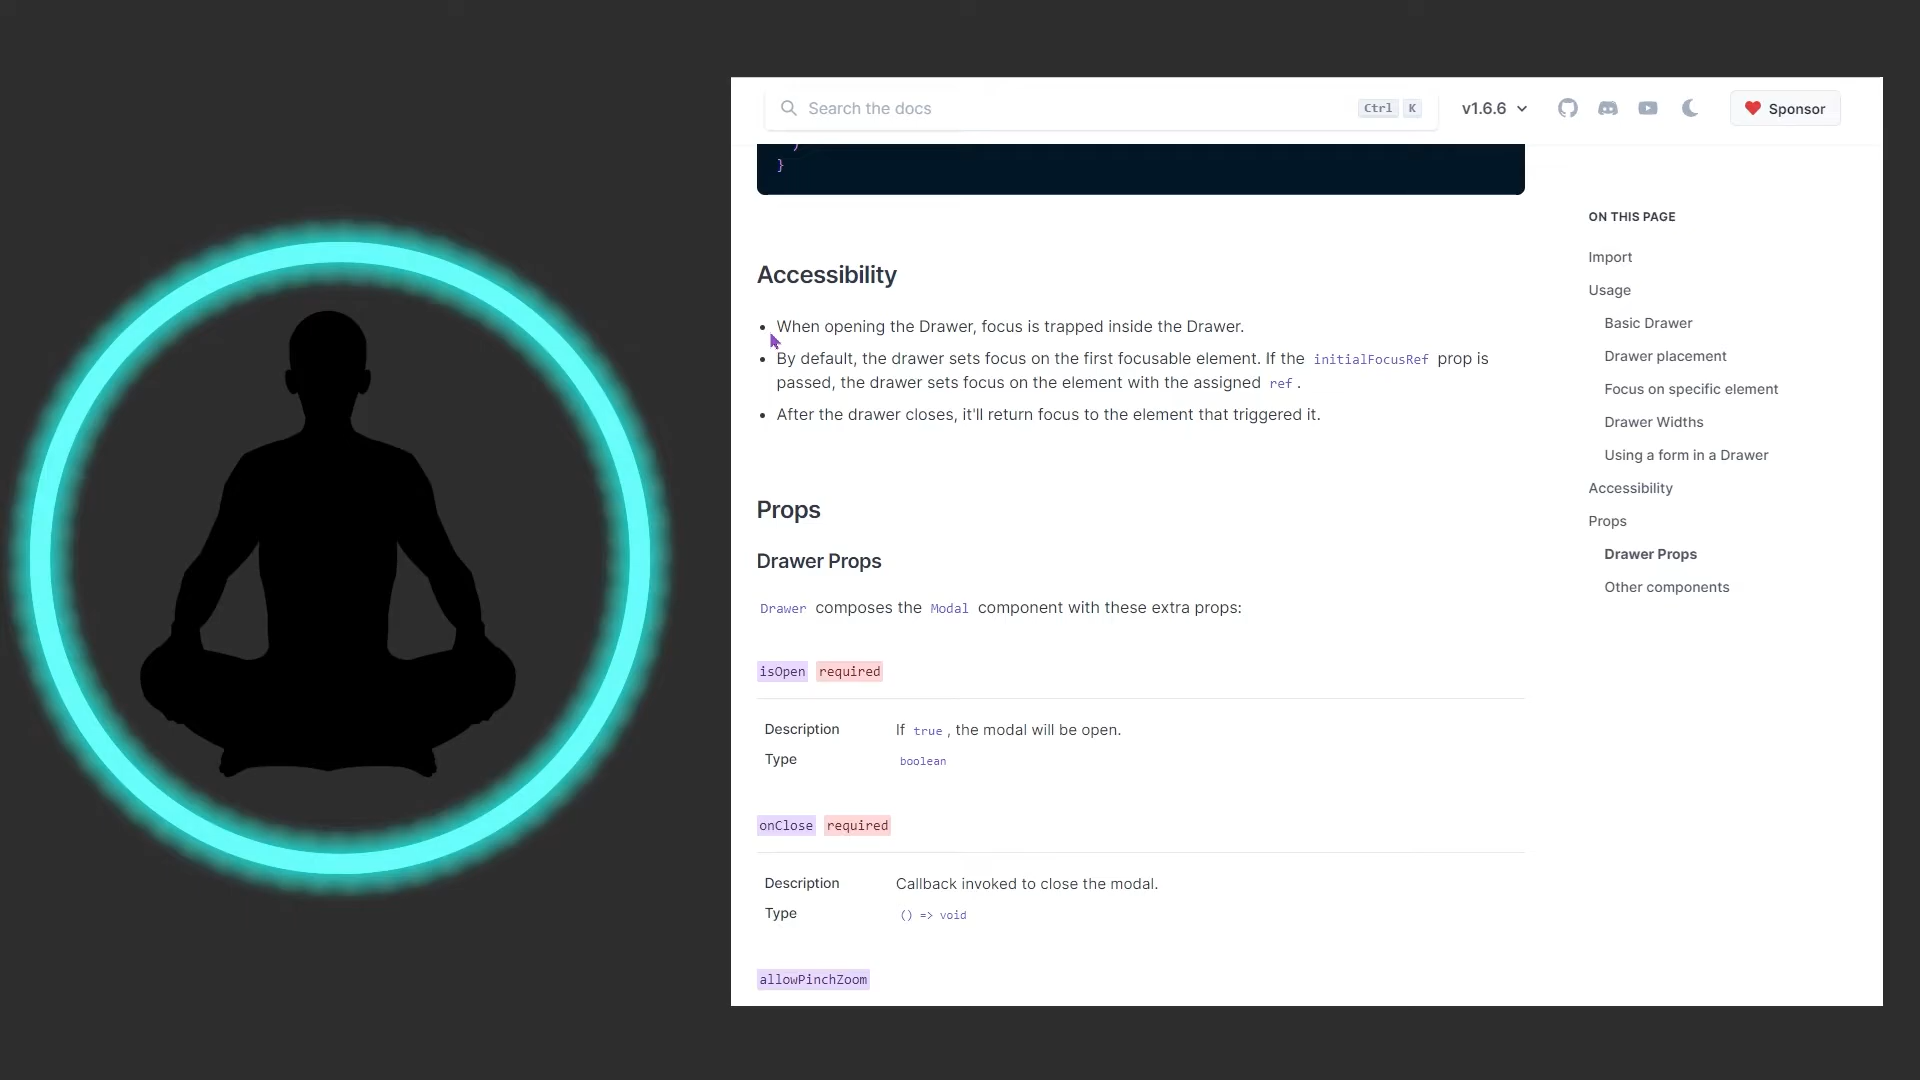 Search the docs
Ctrl K
v1.6.6
Sponsor
)
}
Accessibility
• When opening the Drawer, focus is trapped inside the Drawer.
• By default, the drawer sets focus on the first focusable element. If the initialFocusRef prop is
passed, the drawer sets focus on the element with the assigned ref.
• After the drawer closes, it'll return focus to the element that triggered it.
Props
Drawer Props
Drawer composes the Modal component with these extra props:
isOpen required
Description If true, the modal will be open.
Type boolean
onClose required
Description Callback invoked to close the modal.
Type () => void
allowPinchZoom
ON THIS PAGE
Import
Usage
Basic Drawer
Drawer placement
Focus on specific element
Drawer Widths
Using a form in a Drawer
Accessibility
Props
Drawer Props
Other components